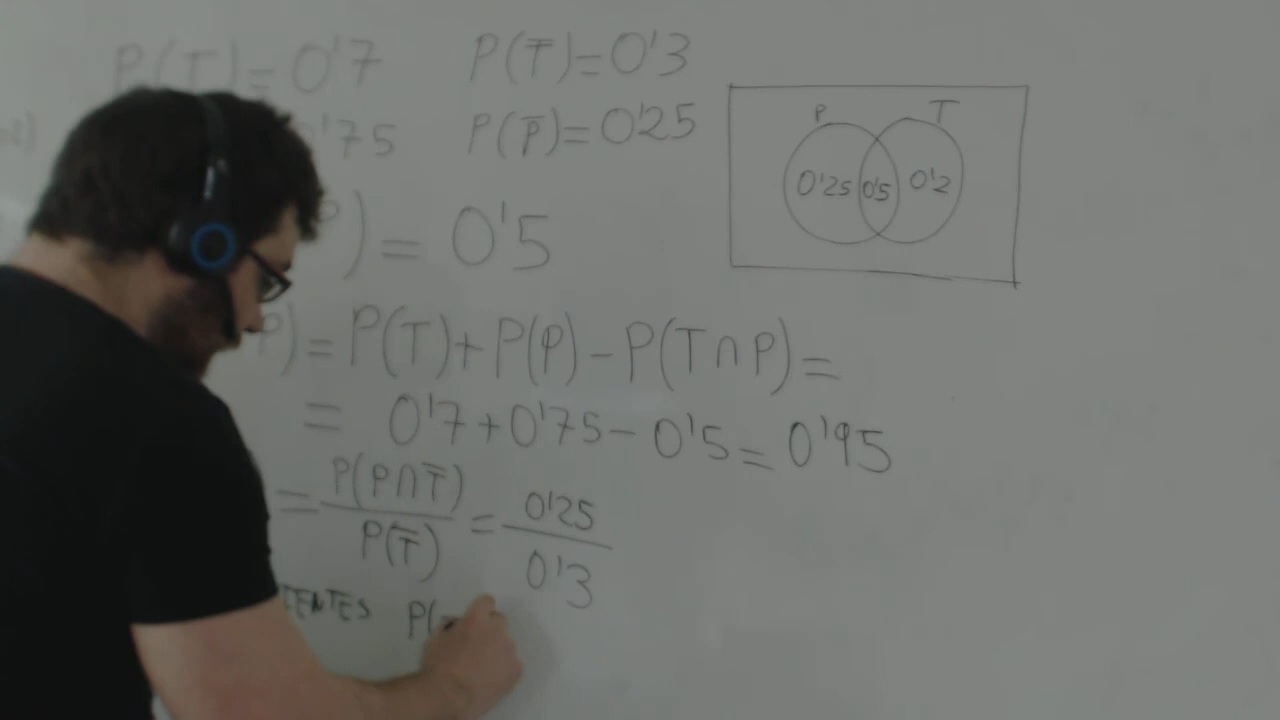 P(T)=0'7 P(T̅)=0'3
'75 P(P̅)=0'25
P T
0'25 0'5 0'2
P)=0'5
P)=P(T)+P(P)-P(T∩P)=
= 0'7+0'75-0'5=0'95
= P(P∩T̅) / P(T̅) = 0'25 / 0'3
IENTES P(